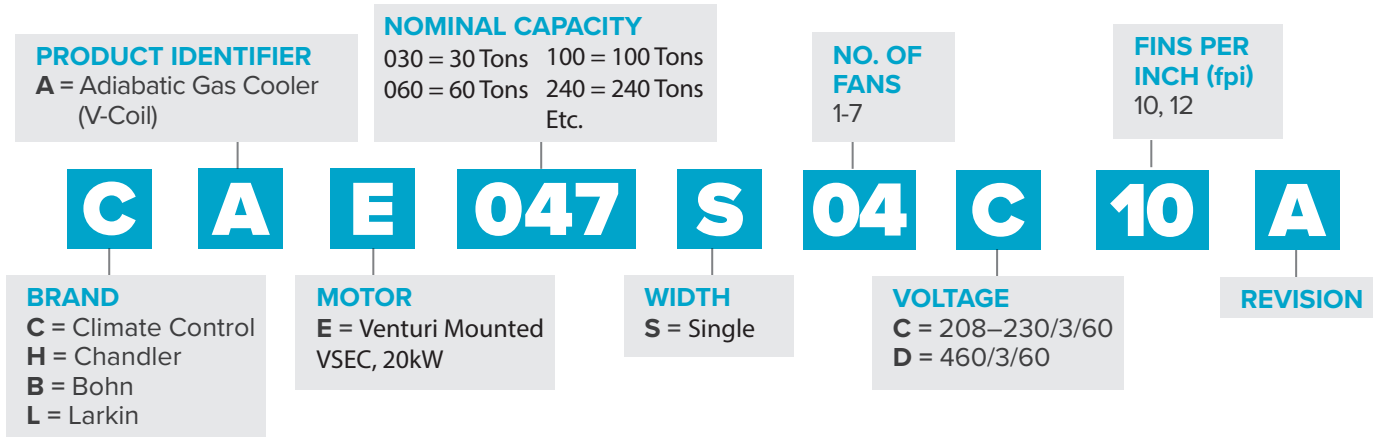 PRODUCT IDENTIFIER
A = Adiabatic Gas Cooler
(V-Coil)
NOMINAL CAPACITY
030 = 30 Tons 100 = 100 Tons
060 = 60 Tons 240 = 240 Tons
Etc.
NO. OF
FANS
1-7
FINS PER
INCH (fpi)
10, 12
C A E 047 S 04 C 10 A
BRAND
C = Climate Control
H = Chandler
B = Bohn
L = Larkin
MOTOR
E = Venturi Mounted
VSEC, 20kW
WIDTH
S = Single
VOLTAGE
C = 208–230/3/60
D = 460/3/60
REVISION